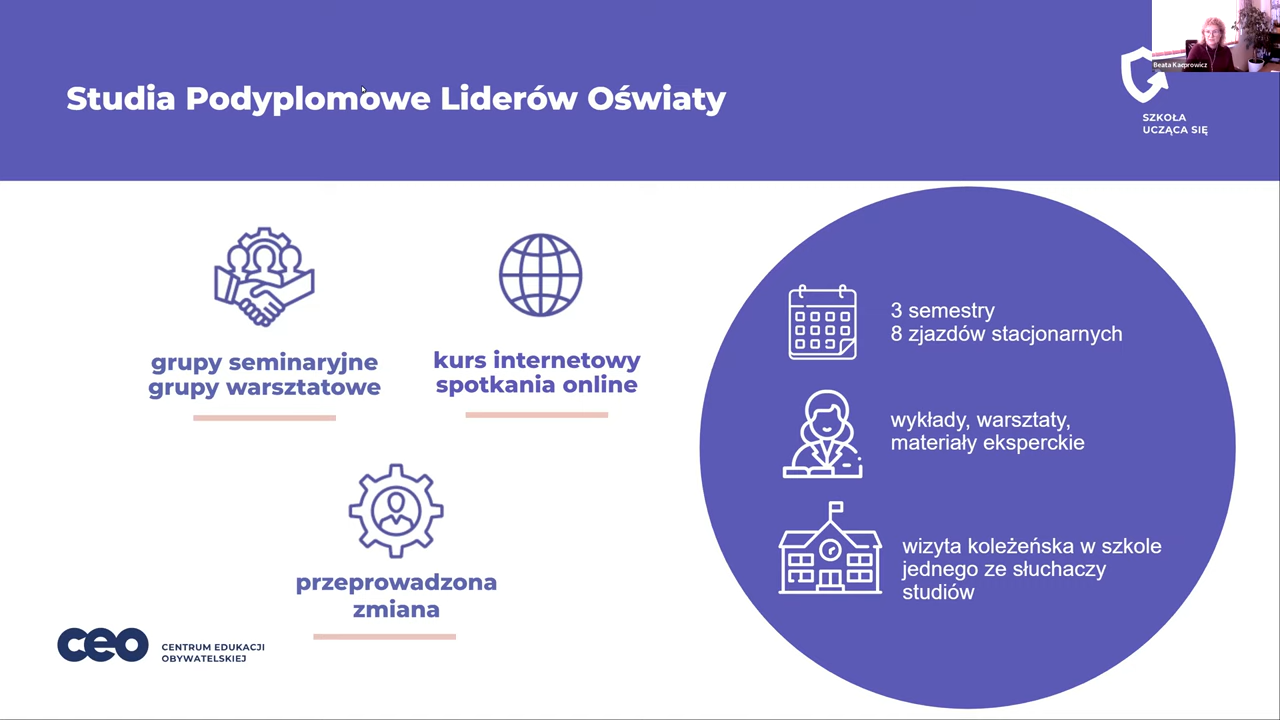 Studia Podyplomowe Liderów Oświaty
Beata Kacprowicz
SZKOŁA
UCZĄCA SIĘ
grupy seminaryjne
grupy warsztatowe
kurs internetowy
spotkania online
przeprowadzona
zmiana
3 semestry
8 zjazdów stacjonarnych
wykłady, warsztaty,
materiały eksperckie
wizyta koleżeńska w szkole
jednego ze słuchaczy
studiów
ceo
CENTRUM EDUKACJI
OBYWATELSKIEJ